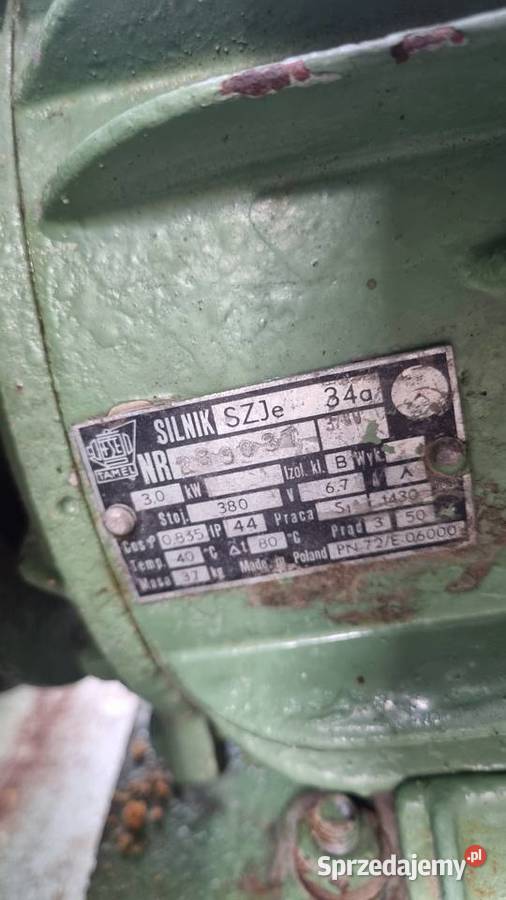 TAMEL
SILNIK SZJe 34a
NR
3.0 kW Izol. kl. B Wyk.
Stoj. 380 V 6.7 A
Cos φ 0.835 IP 44 Praca S1 1430
Temp. 40 °C Δt 80 °C Prąd 3 50
Masa 37 kg Made in Poland PN-72/E-06000
Sprzedajemy.pl